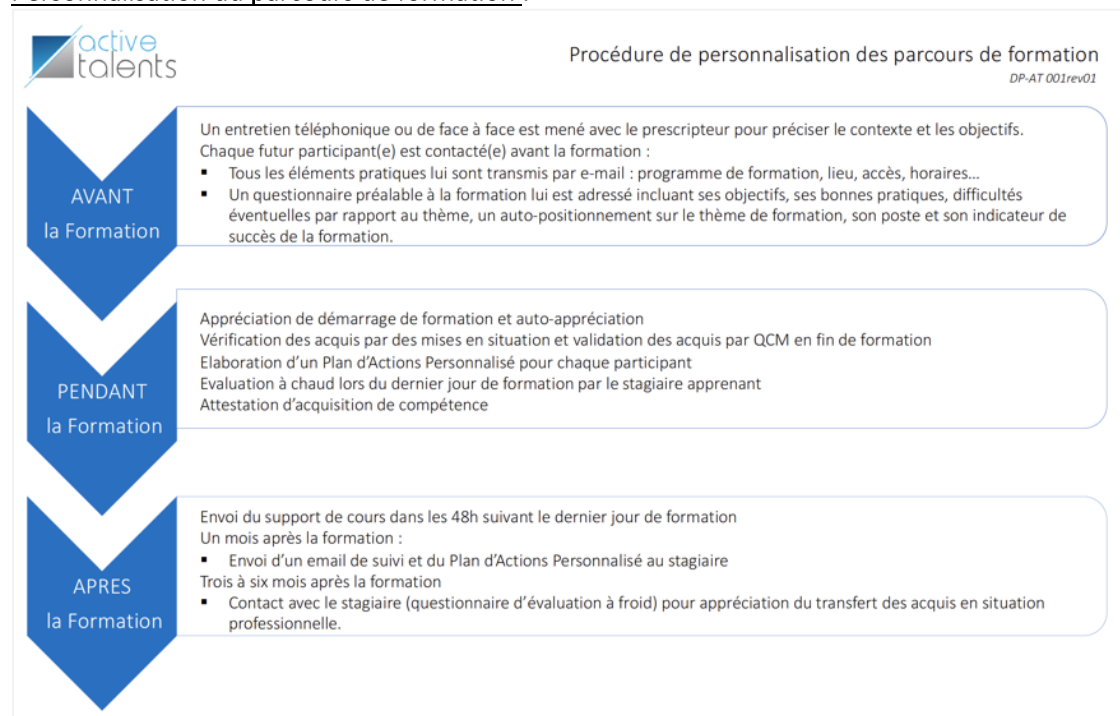 Personnalisation du parcours de formation :
active
talents
Procédure de personnalisation des parcours de formation
DP-AT 001rev01
AVANT
la Formation
Un entretien téléphonique ou de face à face est mené avec le prescripteur pour préciser le contexte et les objectifs.
Chaque futur participant(e) est contacté(e) avant la formation :
▪ Tous les éléments pratiques lui sont transmis par e-mail : programme de formation, lieu, accès, horaires...
▪ Un questionnaire préalable à la formation lui est adressé incluant ses objectifs, ses bonnes pratiques, difficultés
éventuelles par rapport au thème, un auto-positionnement sur le thème de formation, son poste et son indicateur de
succès de la formation.
PENDANT
la Formation
Appréciation de démarrage de formation et auto-appréciation
Vérification des acquis par des mises en situation et validation des acquis par QCM en fin de formation
Elaboration d'un Plan d'Actions Personnalisé pour chaque participant
Evaluation à chaud lors du dernier jour de formation par le stagiaire apprenant
Attestation d'acquisition de compétence
APRES
la Formation
Envoi du support de cours dans les 48h suivant le dernier jour de formation
Un mois après la formation :
▪ Envoi d'un email de suivi et du Plan d'Actions Personnalisé au stagiaire
Trois à six mois après la formation
▪ Contact avec le stagiaire (questionnaire d'évaluation à froid) pour appréciation du transfert des acquis en situation
professionnelle.